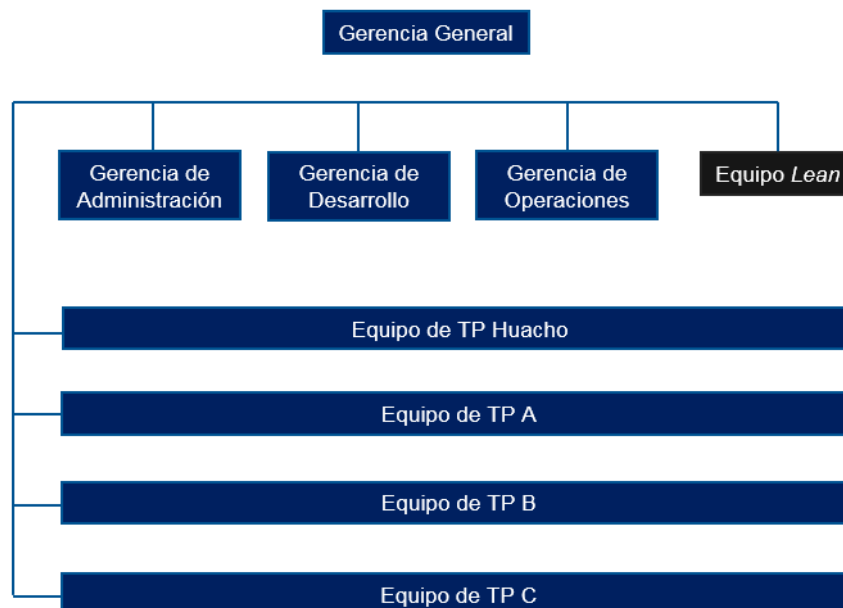 Gerencia General
Gerencia de
Administración
Gerencia de
Desarrollo
Gerencia de
Operaciones
Equipo Lean
Equipo de TP Huacho
Equipo de TP A
Equipo de TP B
Equipo de TP C